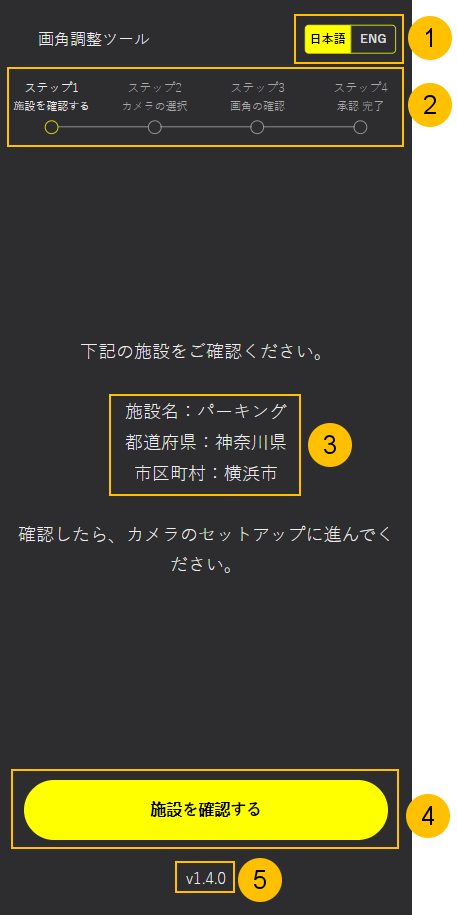 画角調整ツール
日本語 ENG
1
ステップ1 ステップ2 ステップ3 ステップ4
施設を確認する カメラの選択 画角の確認 承認 完了
2
下記の施設をご確認ください。
施設名：パーキング
都道府県：神奈川県
市区町村：横浜市
3
確認したら、カメラのセットアップに進んでく
ださい。
施設を確認する
4
v1.4.0
5